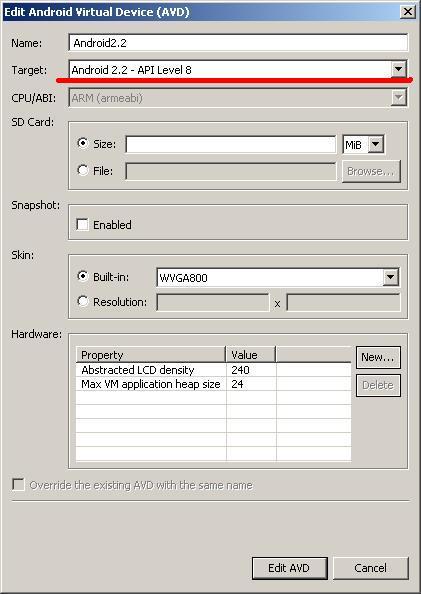 Edit Android Virtual Device (AVD)
Name: Android2.2
Target: Android 2.2 - API Level 8
CPU/ABI: ARM (armeabi)
SD Card:
Size: MiB
File: Browse...
Snapshot:
Enabled
Skin:
Built-in: WVGA800
Resolution: x
Hardware:
Property Value New...
Abstracted LCD density 240
Max VM application heap size 24 Delete
Override the existing AVD with the same name
Edit AVD Cancel